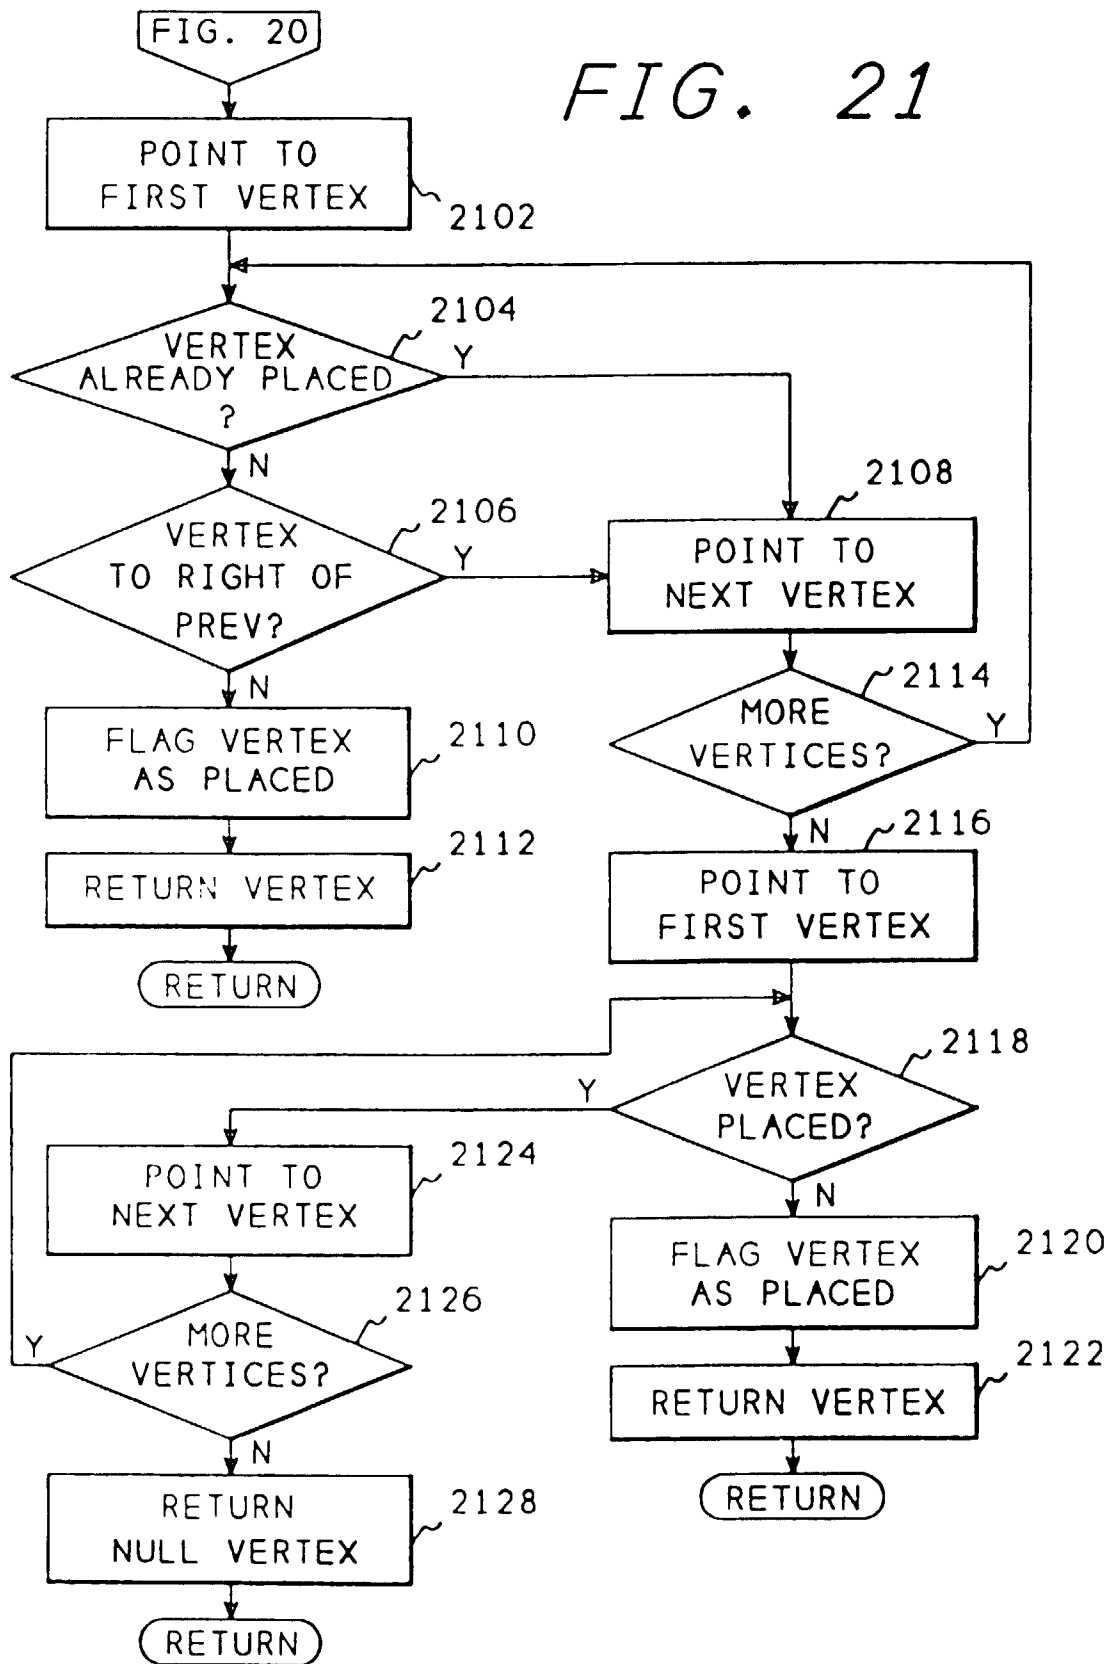 FIG. 20
FIG. 21
POINT TO
FIRST VERTEX
2102
2104
VERTEX
ALREADY PLACED
?
Y
N
2106
VERTEX
TO RIGHT OF
PREV?
Y
N
2108
POINT TO
NEXT VERTEX
2114
MORE
VERTICES?
Y
N
FLAG VERTEX
AS PLACED
2110
2112
RETURN VERTEX
RETURN
2116
POINT TO
FIRST VERTEX
2118
VERTEX
PLACED?
Y
N
2124
POINT TO
NEXT VERTEX
2126
MORE
VERTICES?
Y
N
2120
FLAG VERTEX
AS PLACED
2122
RETURN VERTEX
RETURN
RETURN
NULL VERTEX
2128
RETURN